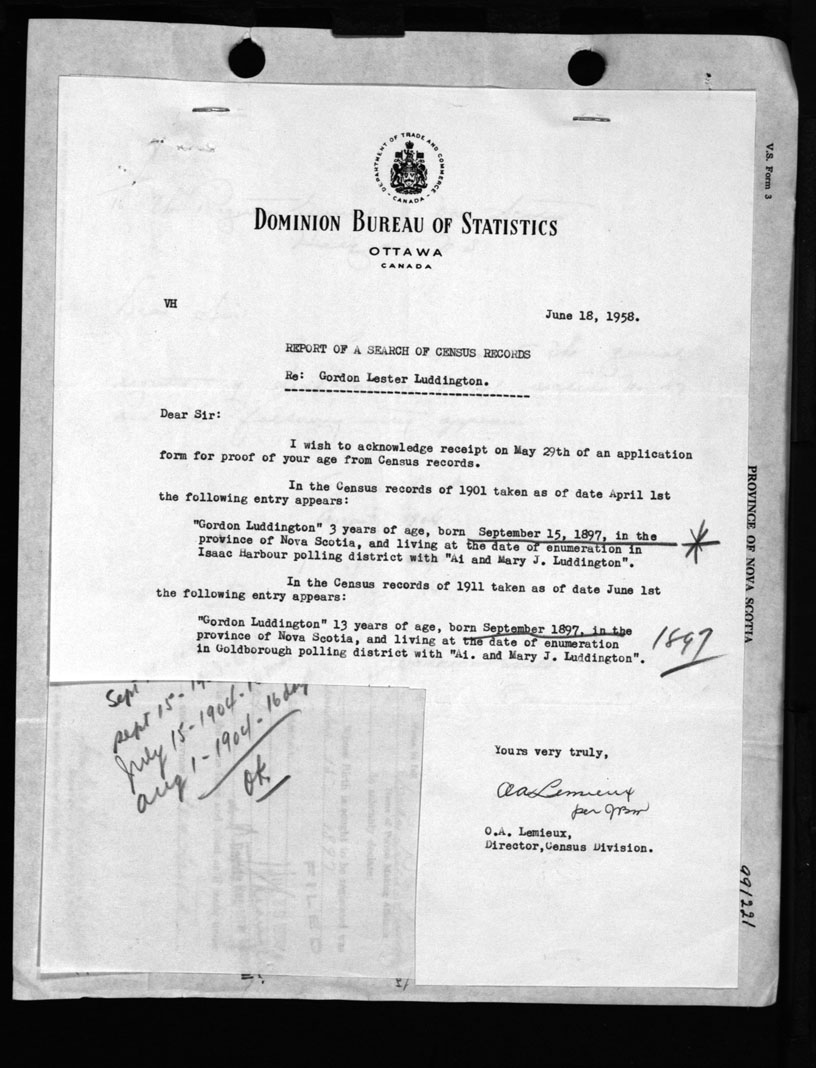 V.S. Form 3
DEPARTMENT OF TRADE AND COMMERCE
CANADA
DOMINION BUREAU OF STATISTICS
OTTAWA
CANADA
VH
June 18, 1958.
REPORT OF A SEARCH OF CENSUS RECORDS
Re: Gordon Lester Luddington.
Dear Sir:
I wish to acknowledge receipt on May 29th of an application
form for proof of your age from Census records.
In the Census records of 1901 taken as of date April 1st
the following entry appears:
"Gordon Luddington" 3 years of age, born September 15, 1897, in the
province of Nova Scotia, and living at the date of enumeration in
Isaac Harbour polling district with "Ai and Mary J. Luddington".
In the Census records of 1911 taken as of date June 1st
the following entry appears:
"Gordon Luddington" 13 years of age, born September 1897, in the
province of Nova Scotia, and living at the date of enumeration
in Goldborough polling district with "Ai. and Mary J. Luddington".
1897
PROVINCE OF NOVA SCOTIA
Sept
Sept 15-
July 15-1904-
Aug 1-1904-16 day
OK
Yours very truly,
OA Lemieux
per
O.A. Lemieux,
Director, Census Division.
991221